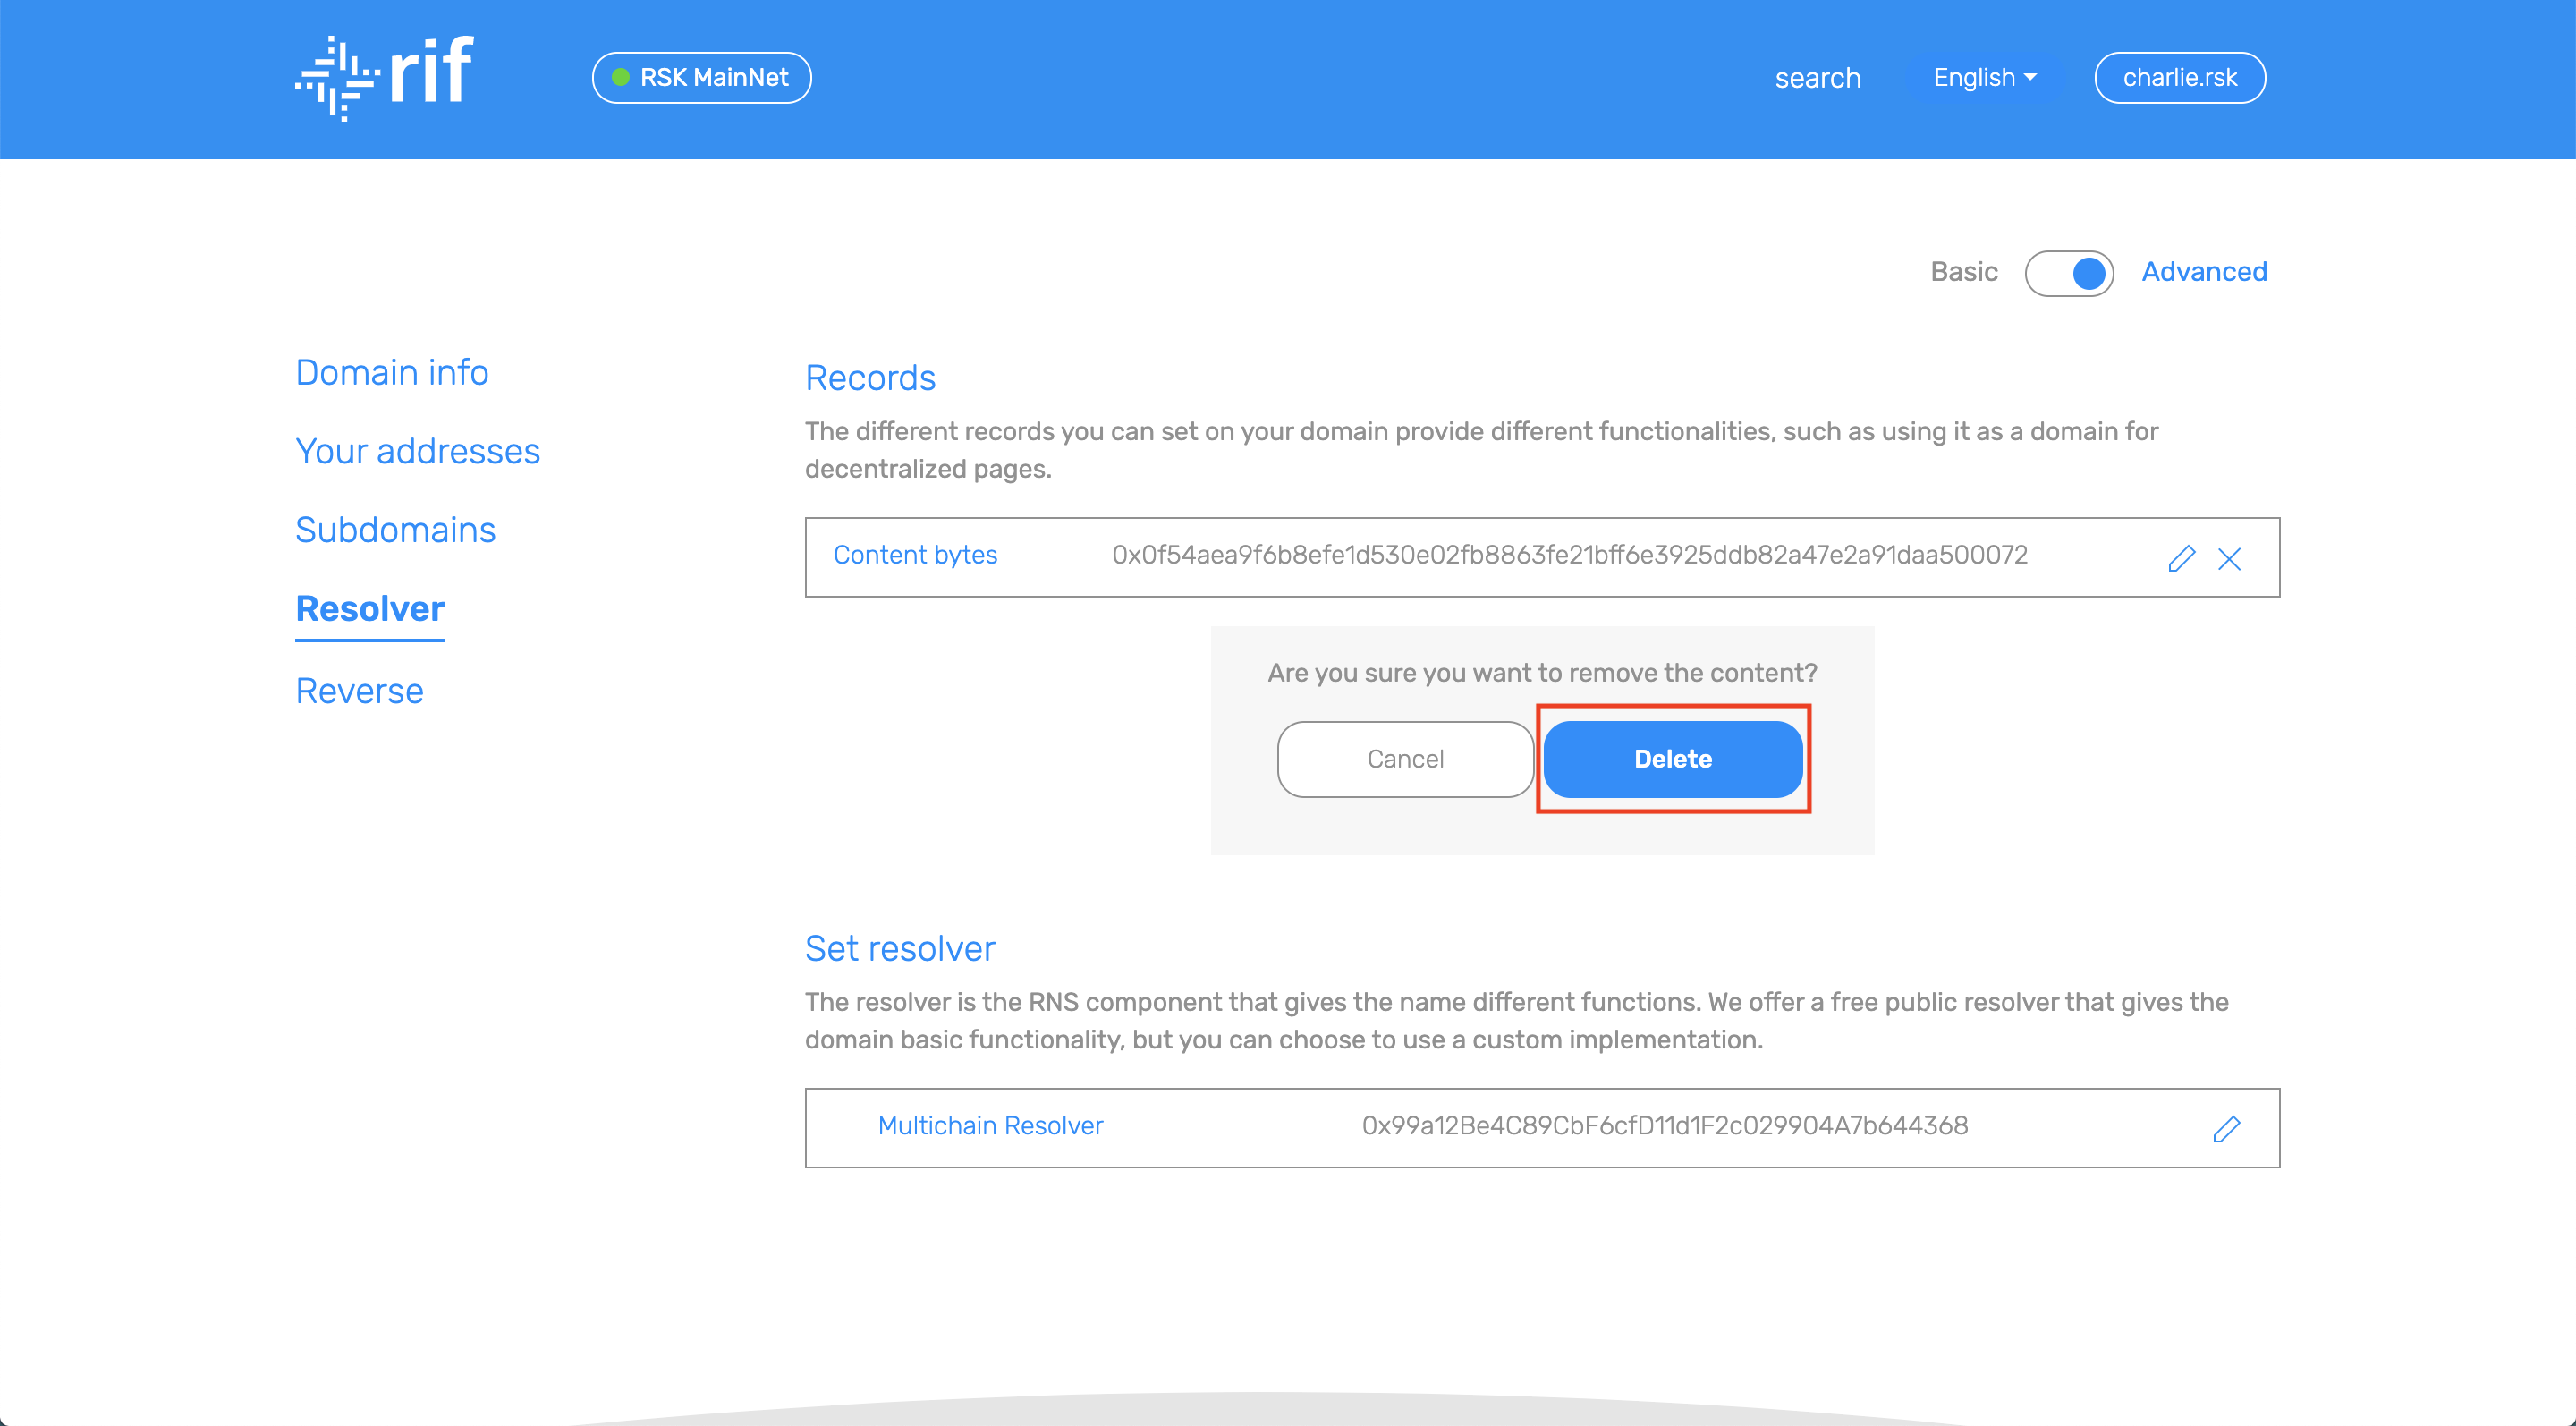 rif
RSK MainNet
search
English
charlie.rsk
Basic
Advanced
Domain info
Your addresses
Subdomains
Resolver
Reverse
Records
The different records you can set on your domain provide different functionalities, such as using it as a domain for
decentralized pages.
Content bytes
0x0f54aea9f6b8efe1d530e02fb8863fe21bff6e3925ddb82a47e2a91daa500072
Are you sure you want to remove the content?
Cancel
Delete
Set resolver
The resolver is the RNS component that gives the name different functions. We offer a free public resolver that gives the
domain basic functionality, but you can choose to use a custom implementation.
Multichain Resolver
0x99a12Be4C89CbF6cfD11d1F2c029904A7b644368